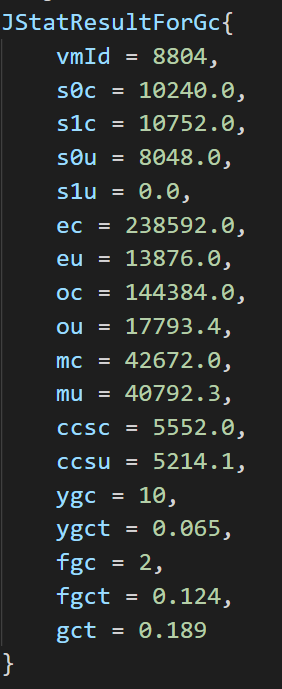 JStatResultForGc{
    vmId = 8804,
    s0c = 10240.0,
    s1c = 10752.0,
    s0u = 8048.0,
    s1u = 0.0,
    ec = 238592.0,
    eu = 13876.0,
    oc = 144384.0,
    ou = 17793.4,
    mc = 42672.0,
    mu = 40792.3,
    ccsc = 5552.0,
    ccsu = 5214.1,
    ygc = 10,
    ygct = 0.065,
    fgc = 2,
    fgct = 0.124,
    gct = 0.189
}